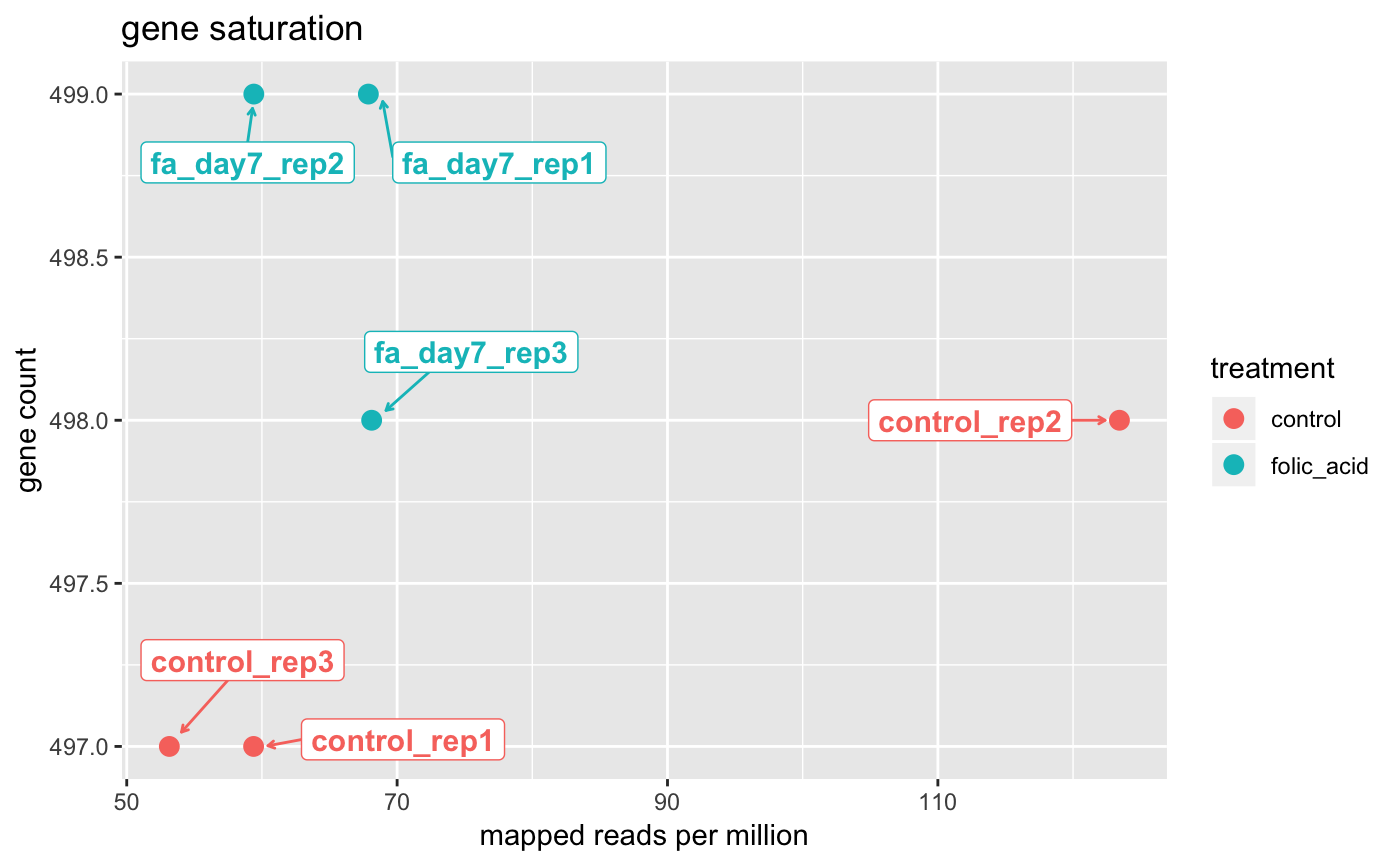 gene saturation
499.0
498.5
498.0
497.5
497.0
gene count
fa_day7_rep2
fa_day7_rep1
fa_day7_rep3
control_rep2
control_rep3
control_rep1
50
70
90
110
mapped reads per million
treatment
control
folic_acid